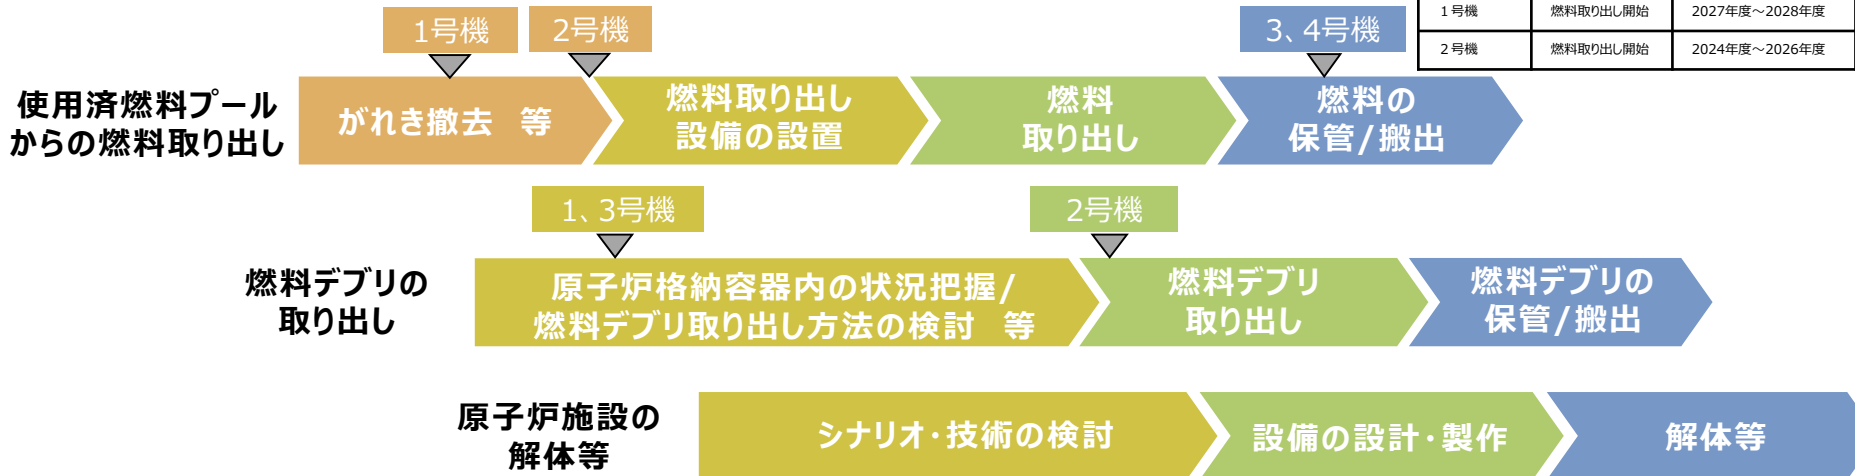 1号機
2号機
3、4号機
1号機 燃料取り出し開始 2027年度～2028年度
2号機 燃料取り出し開始 2024年度～2026年度
使用済燃料プール
からの燃料取り出し
がれき撤去 等
燃料取り出し
設備の設置
燃料
取り出し
燃料の
保管/搬出
1、3号機
2号機
燃料デブリの
取り出し
原子炉格納容器内の状況把握/
燃料デブリ取り出し方法の検討 等
燃料デブリ
取り出し
燃料デブリの
保管/搬出
原子炉施設の
解体等
シナリオ・技術の検討
設備の設計・製作
解体等